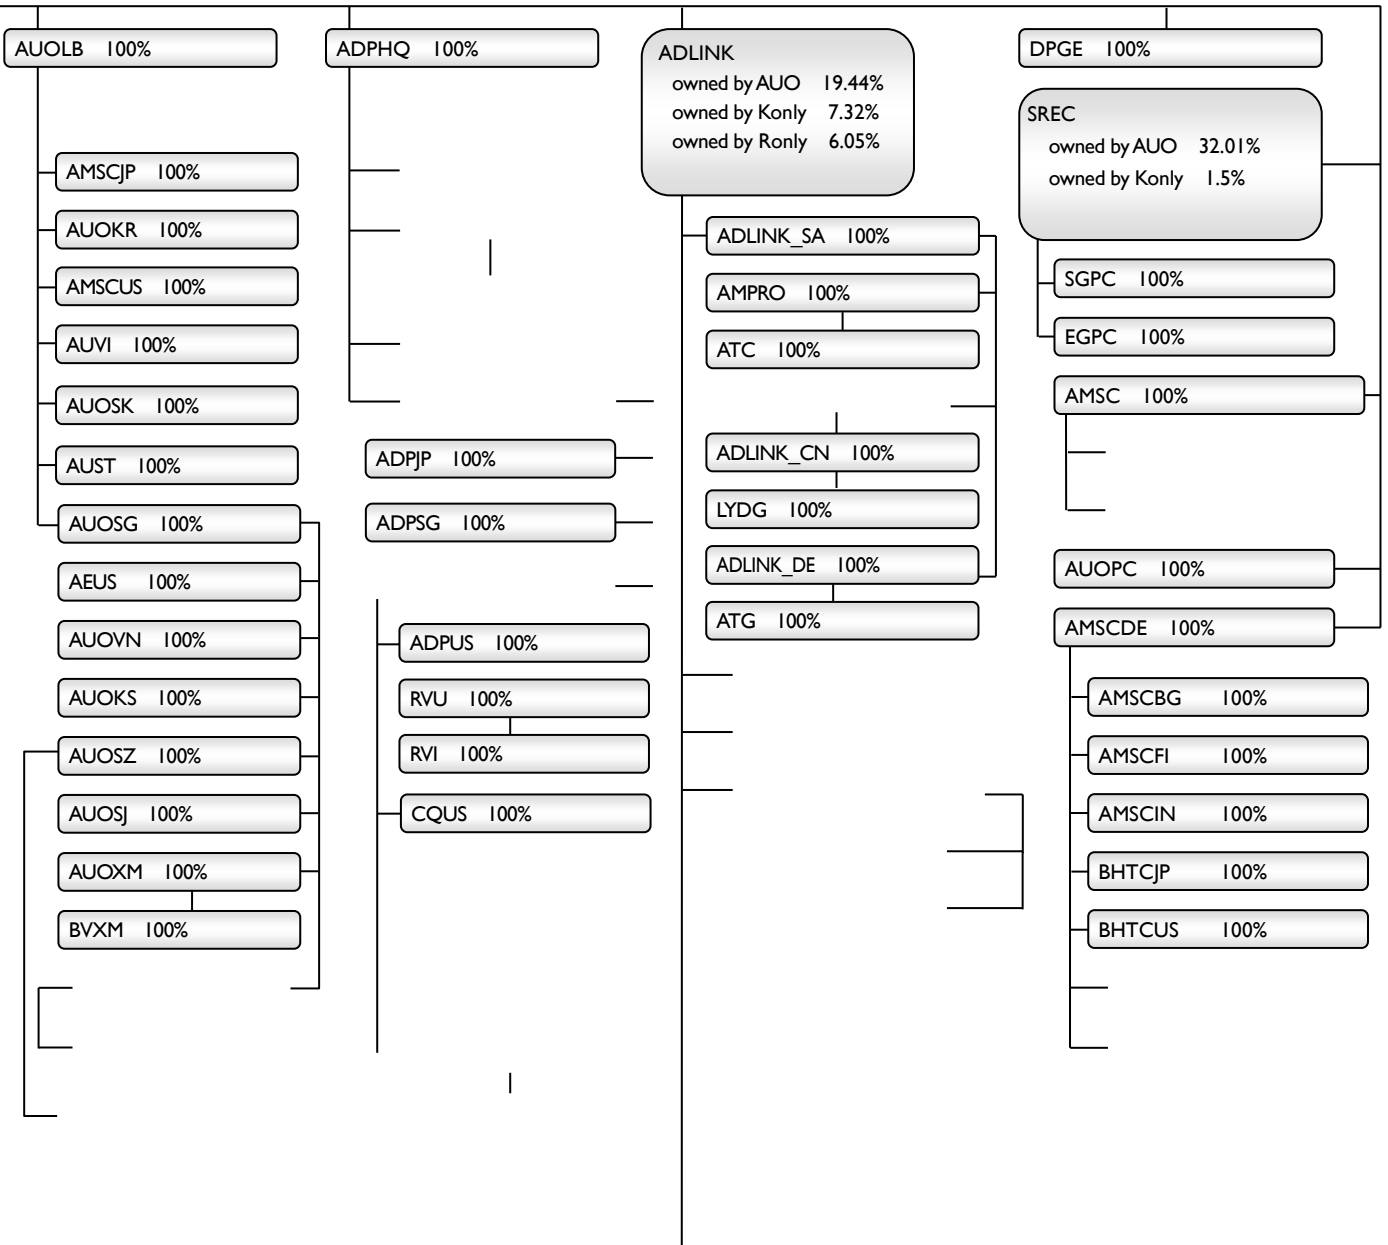 AUOLB 100%
AMSCJP 100%
AUOKR 100%
AMSCUS 100%
AUVI 100%
AUOSK 100%
AUST 100%
AUOSG 100%
AEUS 100%
AUOVN 100%
AUOKS 100%
AUOSZ 100%
AUOSJ 100%
AUOXM 100%
BVXM 100%
ADPHQ 100%
ADPJP 100%
ADPSG 100%
ADPUS 100%
RVU 100%
RVI 100%
CQUS 100%
ADLINK
owned by AUO 19.44%
owned by Konly 7.32%
owned by Ronly 6.05%
ADLINK_SA 100%
AMPRO 100%
ATC 100%
ADLINK_CN 100%
LYDG 100%
ADLINK_DE 100%
ATG 100%
DPGE 100%
SREC
owned by AUO 32.01%
owned by Konly 1.5%
SGPC 100%
EGPC 100%
AMSC 100%
AUOPC 100%
AMSCDE 100%
AMSCBG 100%
AMSCFI 100%
AMSCIN 100%
BHTCJP 100%
BHTCUS 100%